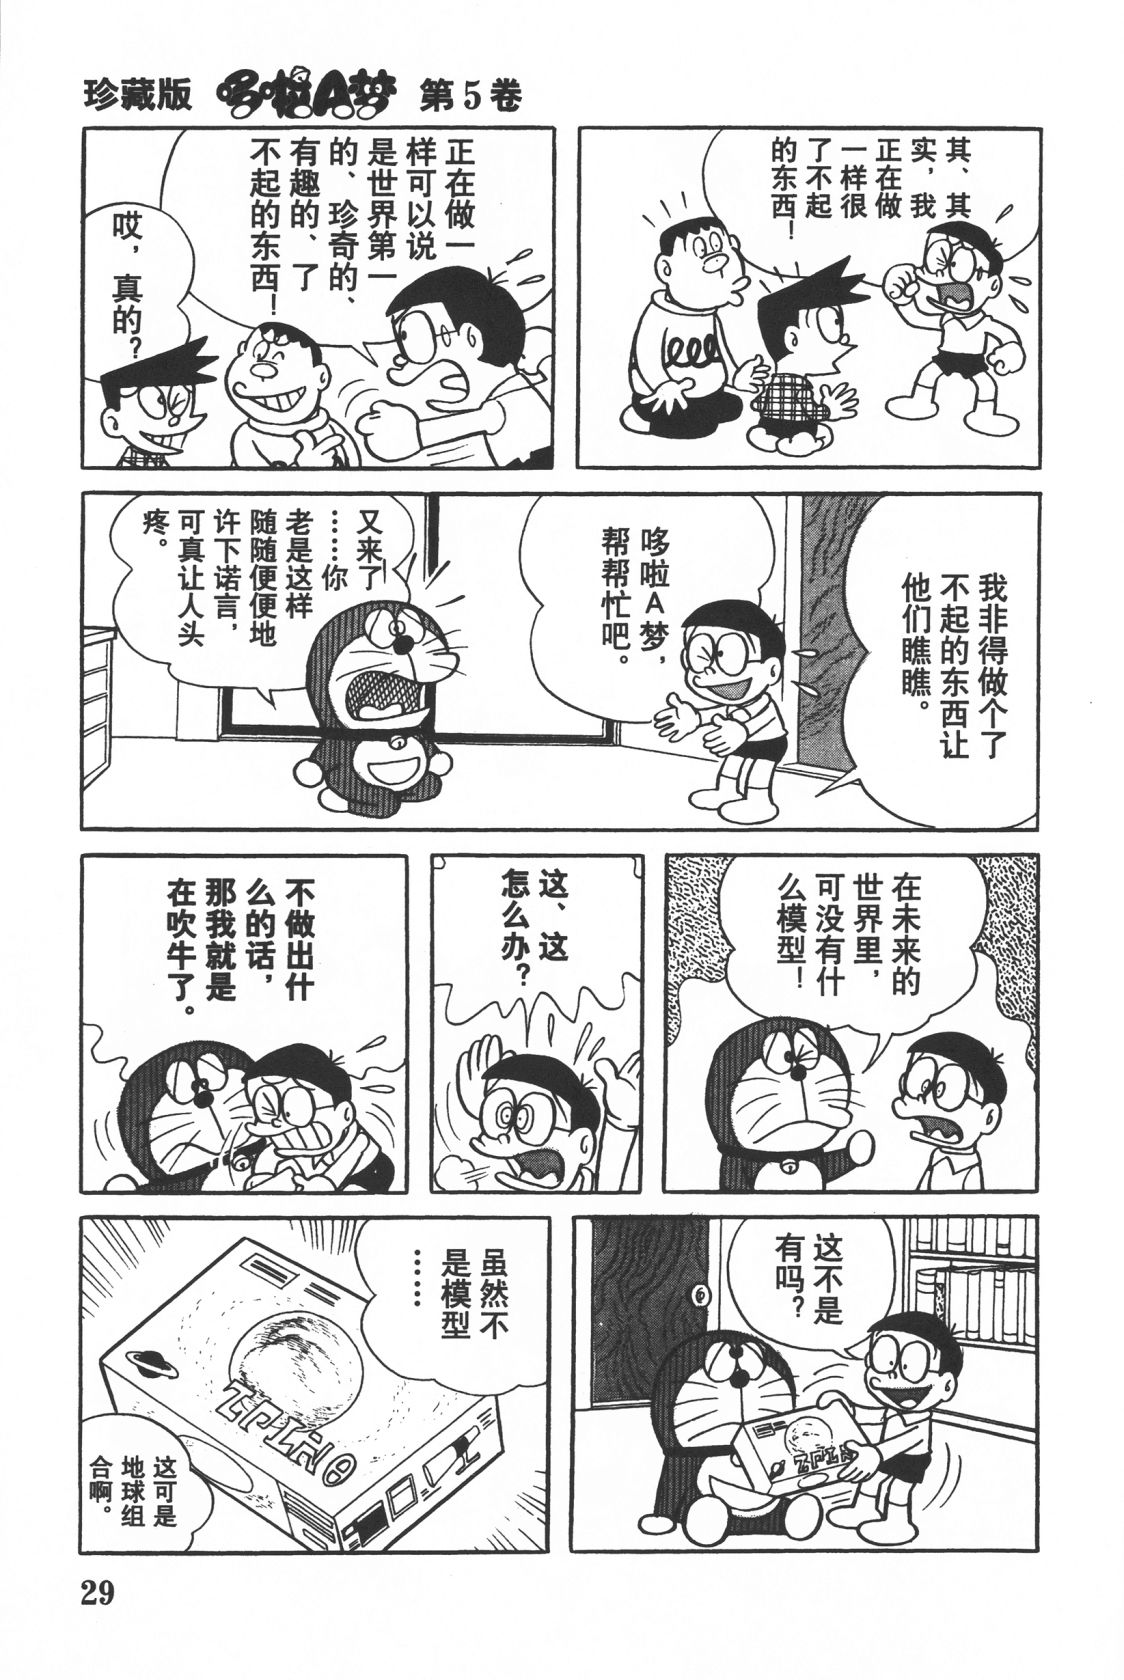 珍藏版 哆啦A梦 第5卷
其、其
实，我
正在做
一样很
了不起
的东西！
正在做一
样可以说
是世界第一
的、珍奇的、
有趣的、了
不起的东西！
哎，真的？
我非得做个了
不起的东西让
他们瞧瞧。
哆啦A梦，
帮帮忙吧。
又来了
……你
老是这样
随随便便地
许下诺言，
可真让人头
疼。
在未来的
世界里，
可没有什
么模型！
这、这
怎么办？
不做出什
么的话，
那我就是
在吹牛了。
这不是
有吗？
虽然不
是模型
……
这可是
地球组
合啊。
29